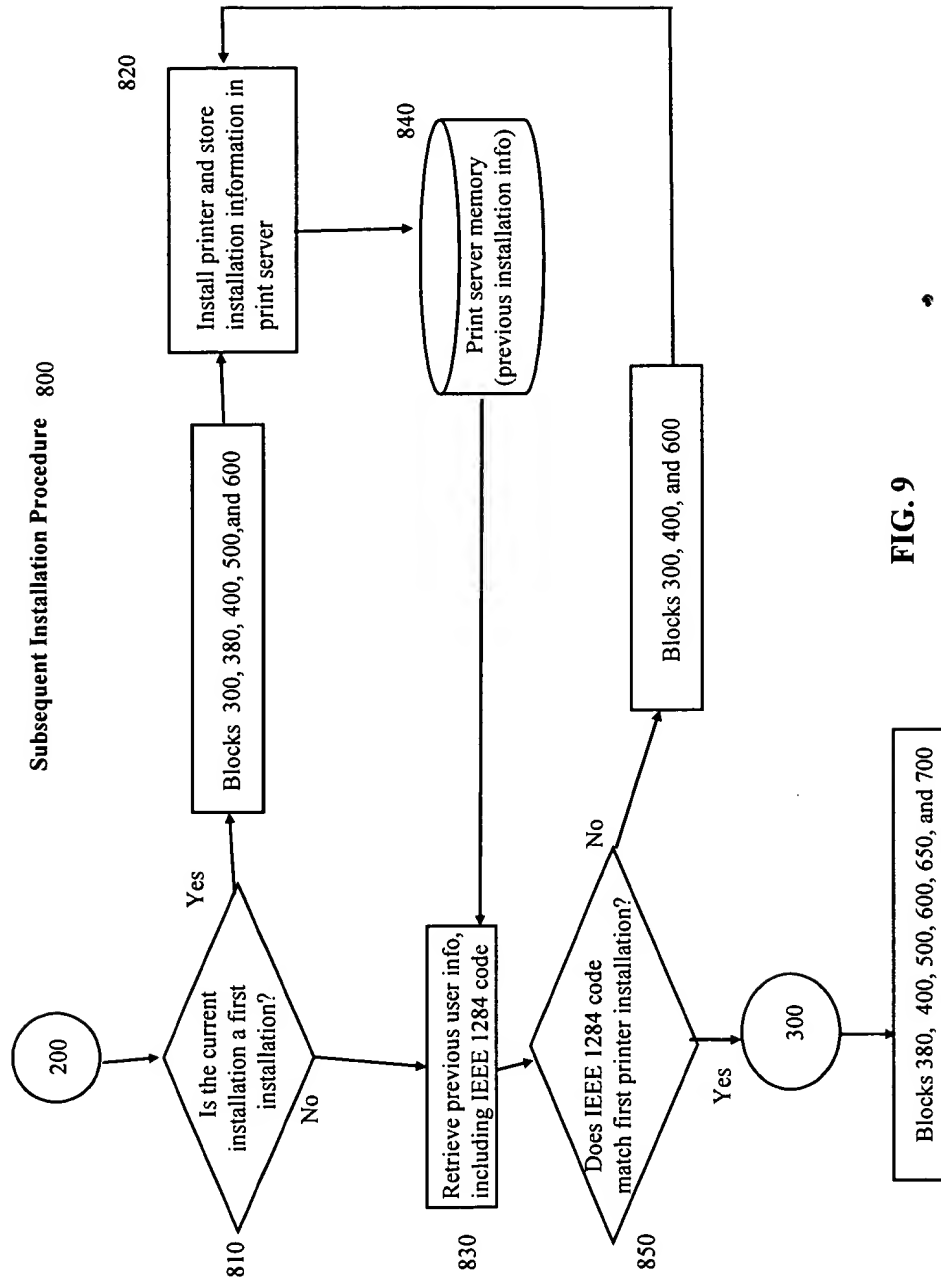 Subsequent Installation Procedure 800
200
810
Is the current
installation a first
installation?
Yes
No
Blocks 300, 380, 400, 500,and 600
820
Install printer and store
installation information in
print server
830
Retrieve previous user info,
including IEEE 1284 code
840
Print server memory
(previous installation info)
850
Does IEEE 1284 code
match first printer installation?
No
Yes
Blocks 300, 400, and 600
300
Blocks 380, 400, 500, 600, 650, and 700
FIG. 9